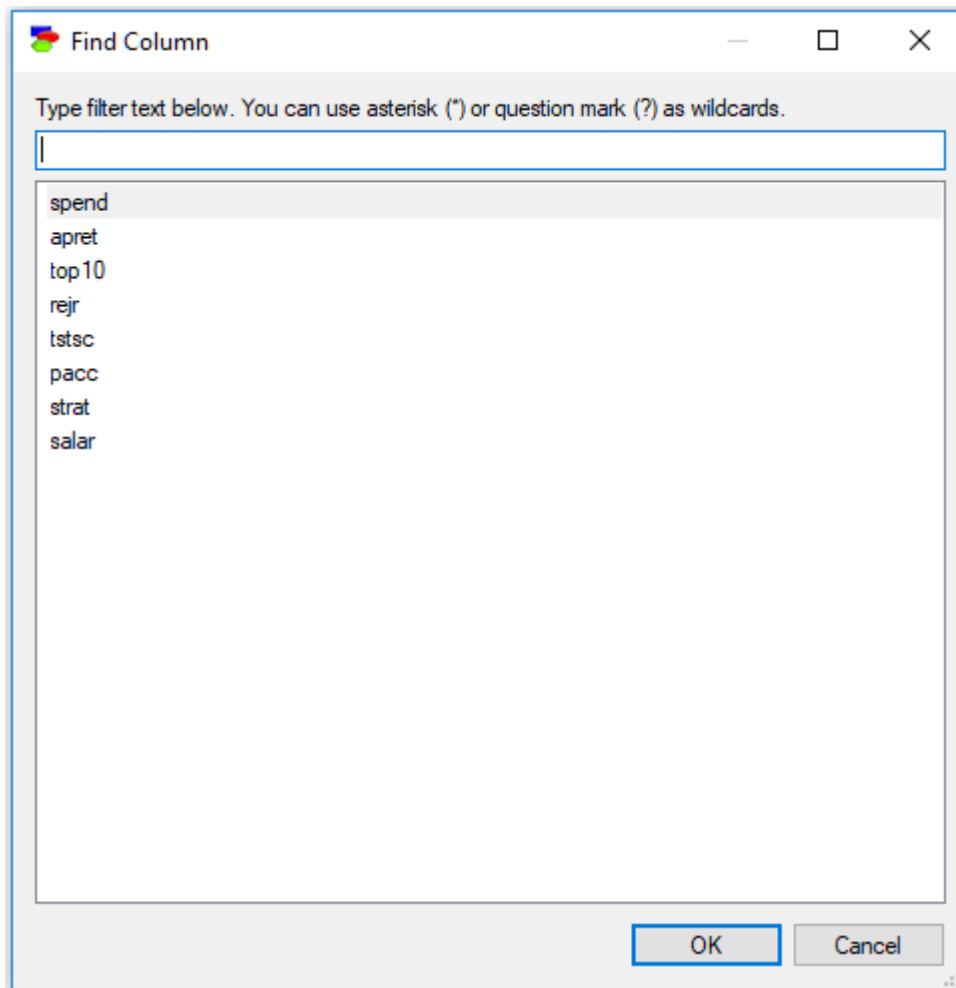 Find Column
Type filter text below. You can use asterisk (*) or question mark (?) as wildcards.
spend
apret
top10
rejr
tstsc
pacc
strat
salar
OK
Cancel